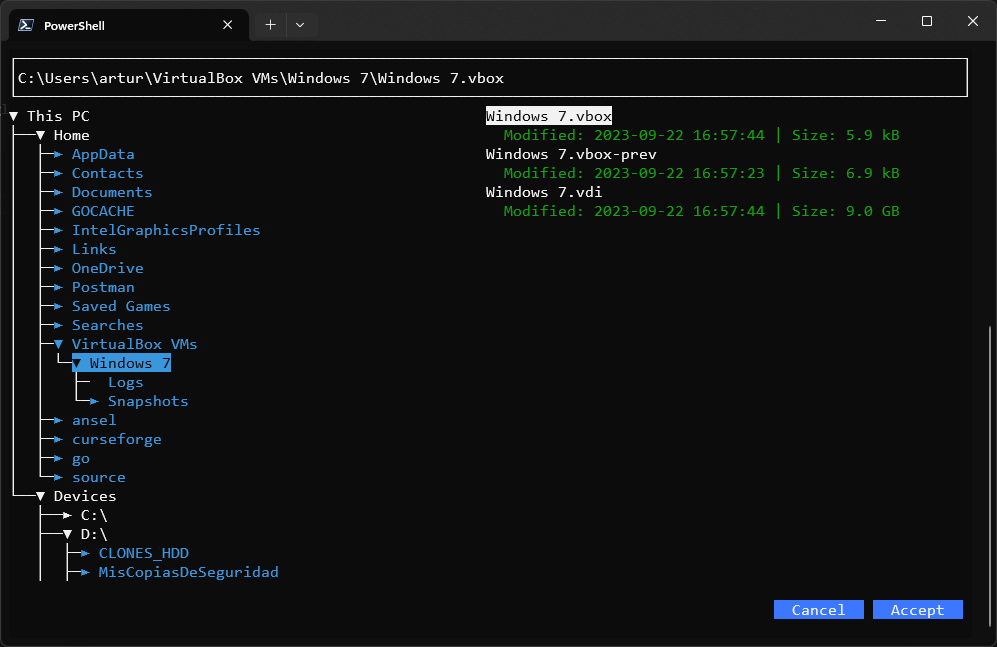 PowerShell
C:\Users\artur\VirtualBox VMs\Windows 7\Windows 7.vbox
This PC
Home
AppData
Contacts
Documents
GOCACHE
IntelGraphicsProfiles
Links
OneDrive
Postman
Saved Games
Searches
VirtualBox VMs
Windows 7
Logs
Snapshots
ansel
curseforge
go
source
Devices
C:\
D:\
CLONES_HDD
MisCopiasDeSeguridad
Windows 7.vbox
Modified: 2023-09-22 16:57:44 | Size: 5.9 kB
Windows 7.vbox-prev
Modified: 2023-09-22 16:57:23 | Size: 6.9 kB
Windows 7.vdi
Modified: 2023-09-22 16:57:44 | Size: 9.0 GB
Cancel Accept